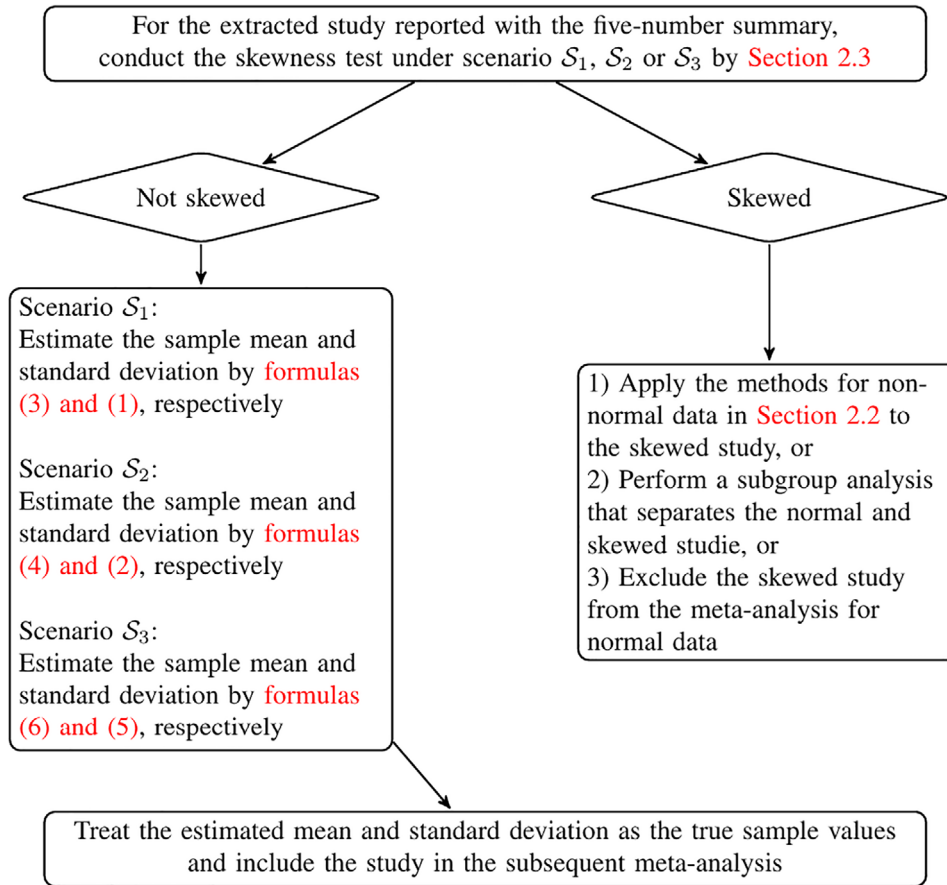 For the extracted study reported with the five-number summary,
conduct the skewness test under scenario 𝒮₁, 𝒮₂ or 𝒮₃ by Section 2.3
Not skewed
Skewed
Scenario 𝒮₁:
Estimate the sample mean and
standard deviation by formulas
(3) and (1), respectively
Scenario 𝒮₂:
Estimate the sample mean and
standard deviation by formulas
(4) and (2), respectively
Scenario 𝒮₃:
Estimate the sample mean and
standard deviation by formulas
(6) and (5), respectively
1) Apply the methods for non-
normal data in Section 2.2 to
the skewed study, or
2) Perform a subgroup analysis
that separates the normal and
skewed studie, or
3) Exclude the skewed study
from the meta-analysis for
normal data
Treat the estimated mean and standard deviation as the true sample values
and include the study in the subsequent meta-analysis